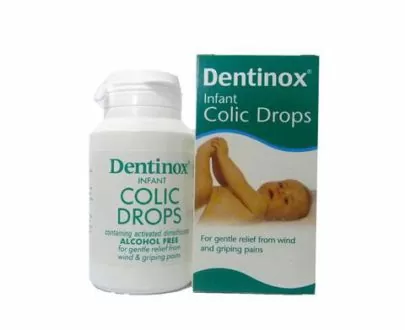 Dentinox®
INFANT
COLIC
DROPS
containing activated dimethicone
ALCOHOL FREE
for gentle relief from
wind & griping pains
Dentinox®
Infant
Colic Drops
For gentle relief from wind
and griping pains